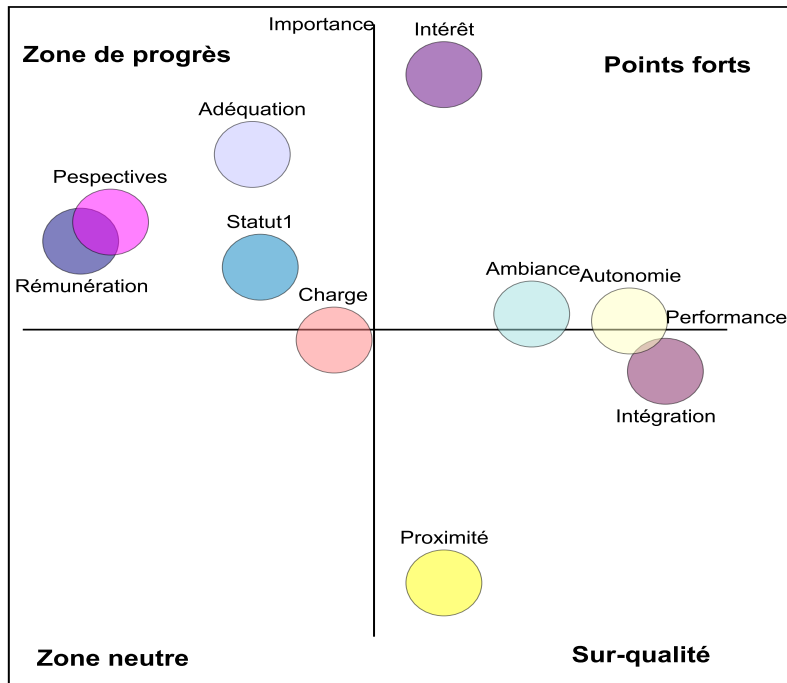 Importance
Intérêt
Zone de progrès
Points forts
Adéquation
Pespectives
Statut1
Rémunération
Charge
Ambiance
Autonomie
Performance
Intégration
Proximité
Zone neutre
Sur-qualité